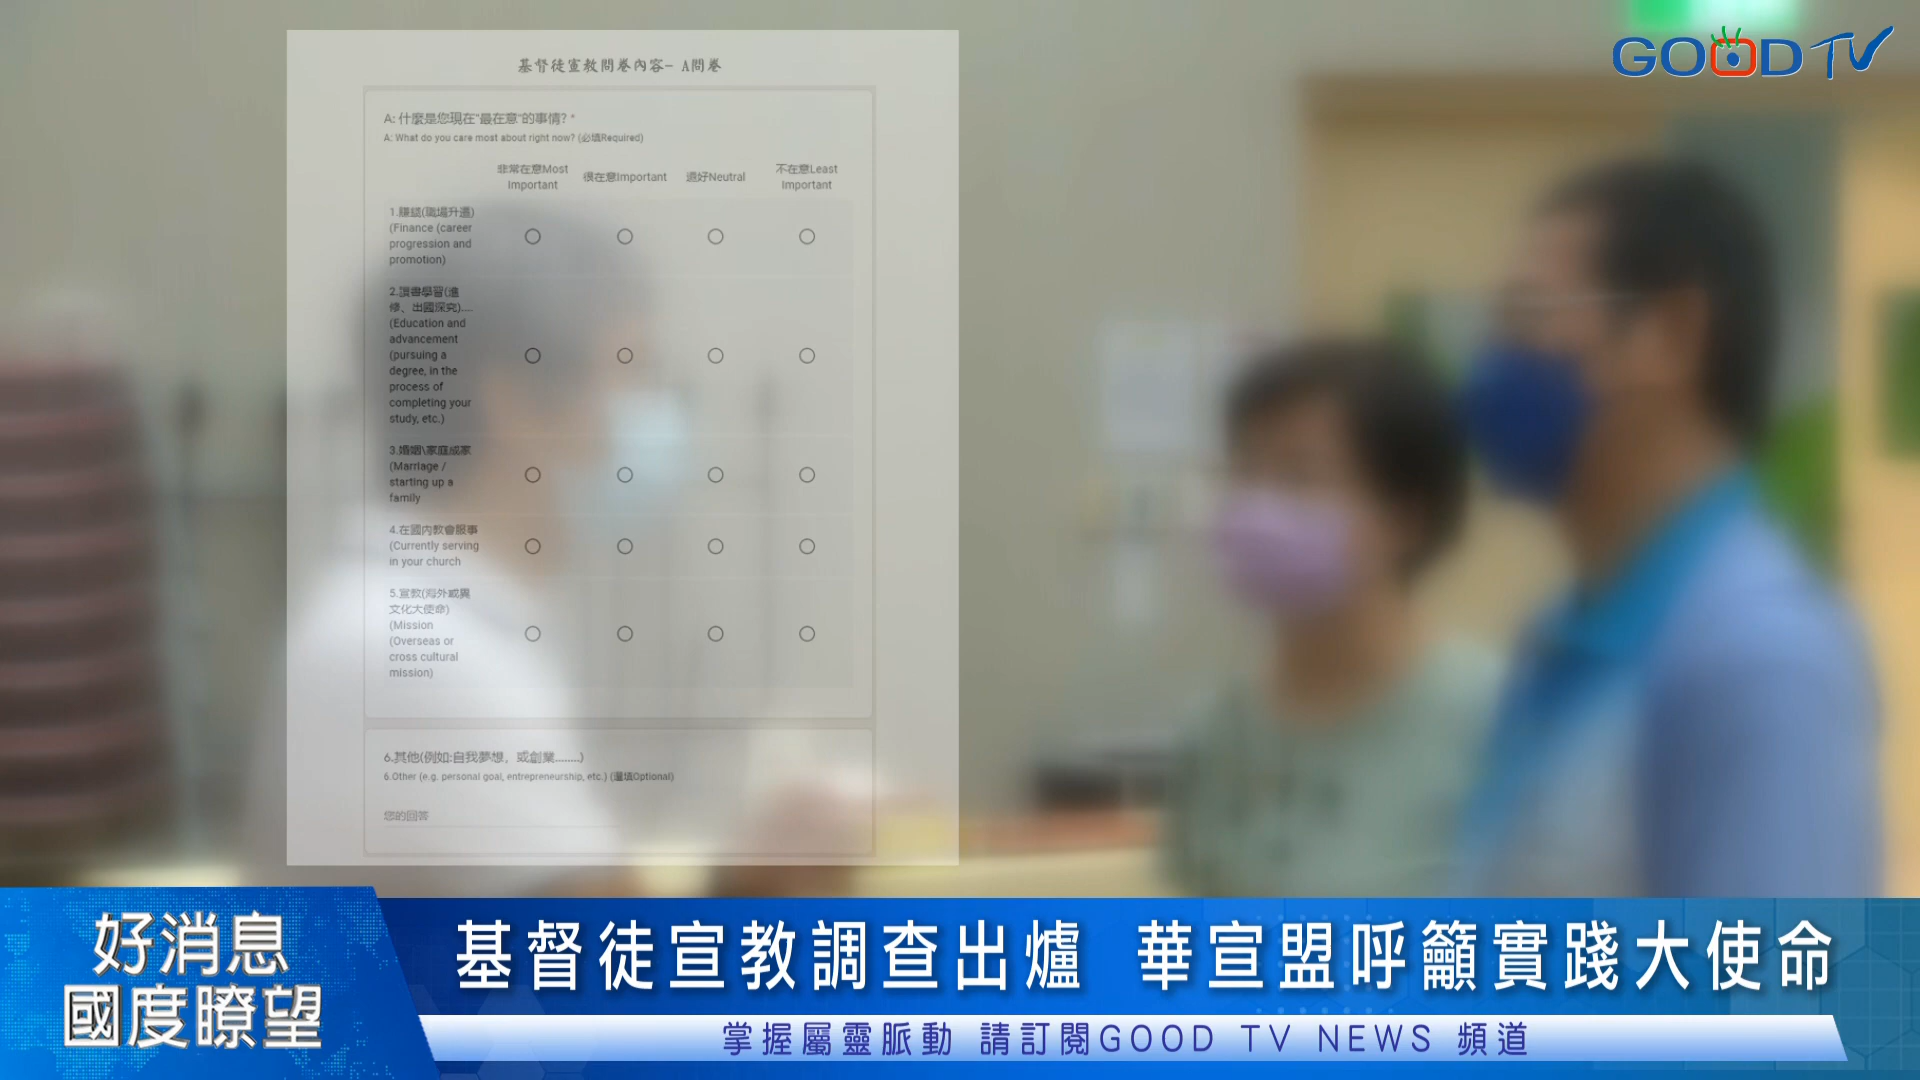 GOOD TV
基督徒宣教問卷內容- A問卷
A: 什麼是您現在"最在意"的事情? *
A: What do you care most about right now? (必填Required)
非常在意Most Important
很在意Important
還好Neutral
不在意Least Important
1.賺錢(職場升遷)
(Finance (career
progression and
promotion)
2.讀書學習(進
修、出國深究)....
(Education and
advancement
(pursuing a
degree, in the
process of
completing your
study, etc.)
3.婚姻\家庭成家
(Marriage /
starting up a
family
4.在國內教會服事
(Currently serving
in your church
5.宣教(海外或異
文化大使命)
(Mission
(Overseas or
cross cultural
mission)
6.其他(例如:自我夢想，或創業........)
6.Other (e.g. personal goal, entrepreneurship, etc.) (選填Optional)
您的回答
好消息
國度瞭望
基督徒宣教調查出爐 華宣盟呼籲實踐大使命
掌握屬靈脈動 請訂閱GOOD TV NEWS 頻道